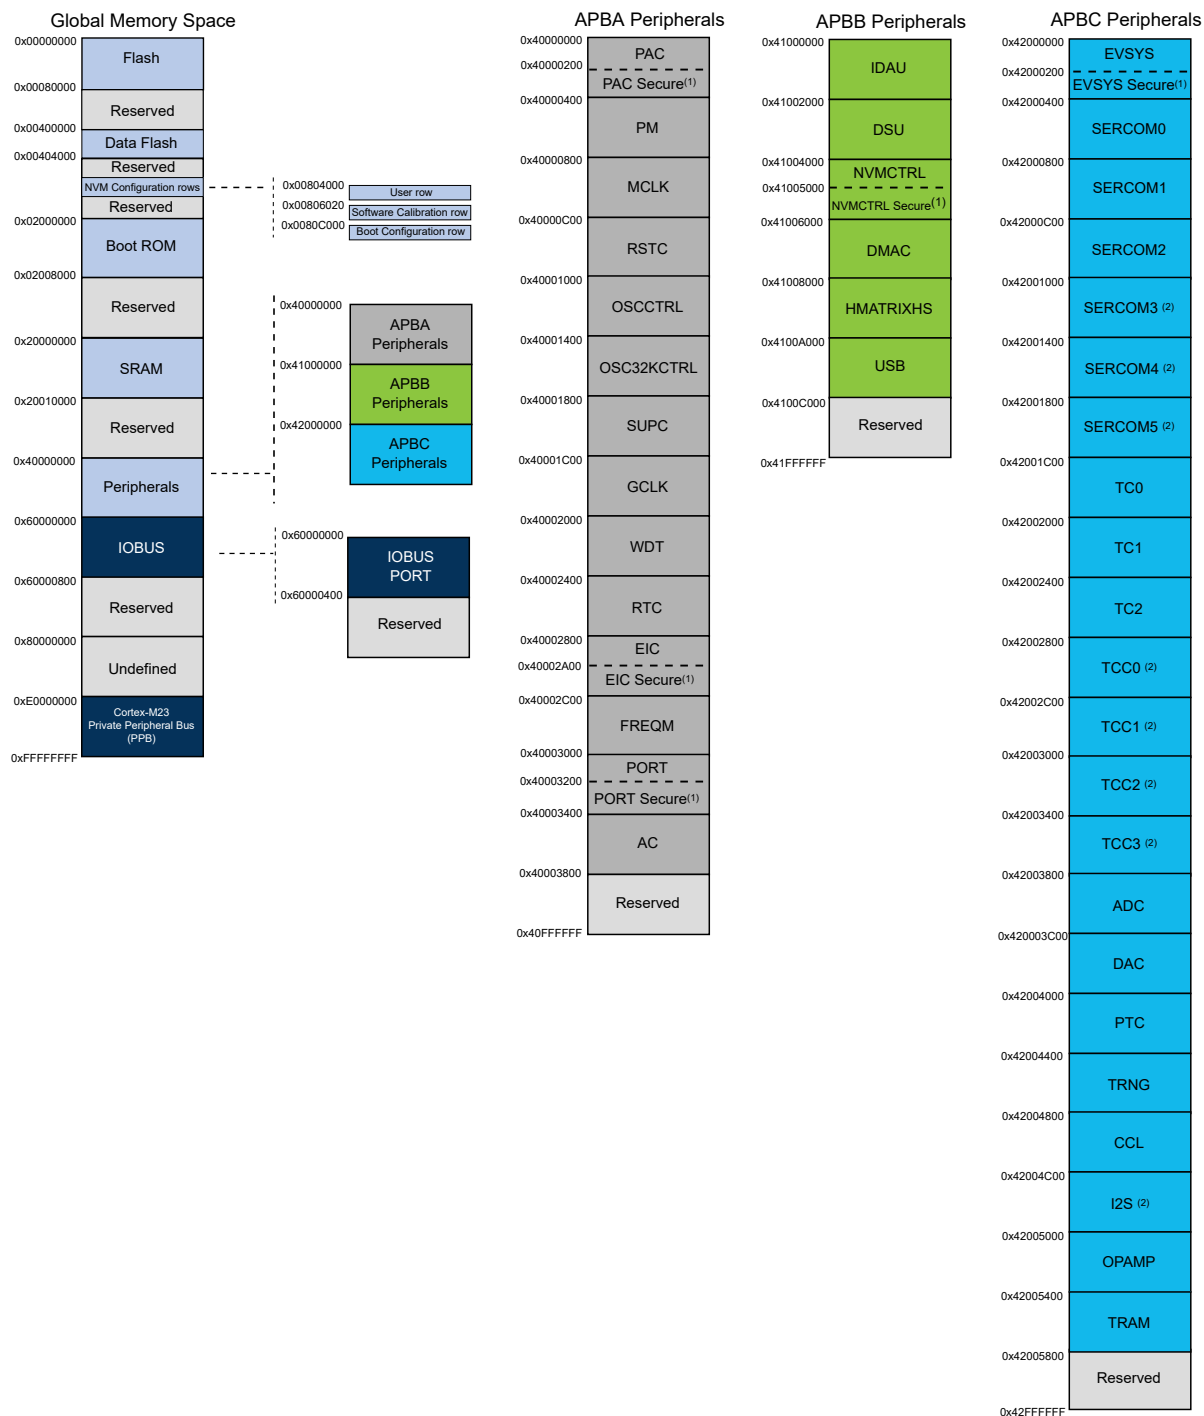 Global Memory Space
0x00000000
Flash
0x00080000
Reserved
0x00400000
Data Flash
0x00404000
Reserved
NVM Configuration rows
Reserved
0x02000000
Boot ROM
0x02008000
Reserved
0x20000000
SRAM
0x20010000
Reserved
0x40000000
Peripherals
0x60000000
IOBUS
0x60000800
Reserved
0x80000000
Undefined
0xE0000000
Cortex-M23
Private Peripheral Bus
(PPB)
0xFFFFFFFF
0x00804000
User row
0x00806020
Software Calibration row
0x0080C000
Boot Configuration row
0x40000000
APBA
Peripherals
0x41000000
APBB
Peripherals
0x42000000
APBC
Peripherals
0x60000000
IOBUS
PORT
0x60000400
Reserved
APBA Peripherals
0x40000000
PAC
0x40000200
PAC Secure(1)
0x40000400
PM
0x40000800
MCLK
0x40000C00
RSTC
0x40001000
OSCCTRL
0x40001400
OSC32KCTRL
0x40001800
SUPC
0x40001C00
GCLK
0x40002000
WDT
0x40002400
RTC
0x40002800
EIC
0x40002A00
EIC Secure(1)
0x40002C00
FREQM
0x40003000
PORT
0x40003200
PORT Secure(1)
0x40003400
AC
0x40003800
Reserved
0x40FFFFFF
APBB Peripherals
0x41000000
IDAU
0x41002000
DSU
0x41004000
NVMCTRL
0x41005000
NVMCTRL Secure(1)
0x41006000
DMAC
0x41008000
HMATRIXHS
0x4100A000
USB
0x4100C000
Reserved
0x41FFFFFF
APBC Peripherals
0x42000000
EVSYS
0x42000200
EVSYS Secure(1)
0x42000400
SERCOM0
0x42000800
SERCOM1
0x42000C00
SERCOM2
0x42001000
SERCOM3 (2)
0x42001400
SERCOM4 (2)
0x42001800
SERCOM5 (2)
0x42001C00
TC0
0x42002000
TC1
0x42002400
TC2
0x42002800
TCC0 (2)
0x42002C00
TCC1 (2)
0x42003000
TCC2 (2)
0x42003400
TCC3 (2)
0x42003800
ADC
0x420003C00
DAC
0x42004000
PTC
0x42004400
TRNG
0x42004800
CCL
0x42004C00
I2S (2)
0x42005000
OPAMP
0x42005400
TRAM
0x42005800
Reserved
0x42FFFFFF